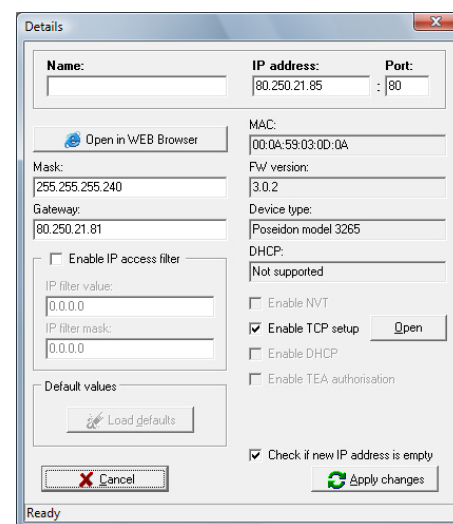 Details
Name: IP address: Port:
80.250.21.85 : 80
MAC:
Open in WEB Browser 00:0A:59:03:0D:0A
Mask: FW version:
255.255.255.240 3.0.2
Gateway: Device type:
80.250.21.81 Poseidon model 3265
DHCP:
Enable IP access filter Not supported
IP filter value: Enable NVT
0.0.0.0
IP filter mask: Enable TCP setup Open
0.0.0.0 Enable DHCP
Default values Enable TEA authorisation
Load defaults
Check if new IP address is empty
Cancel Apply changes
Ready